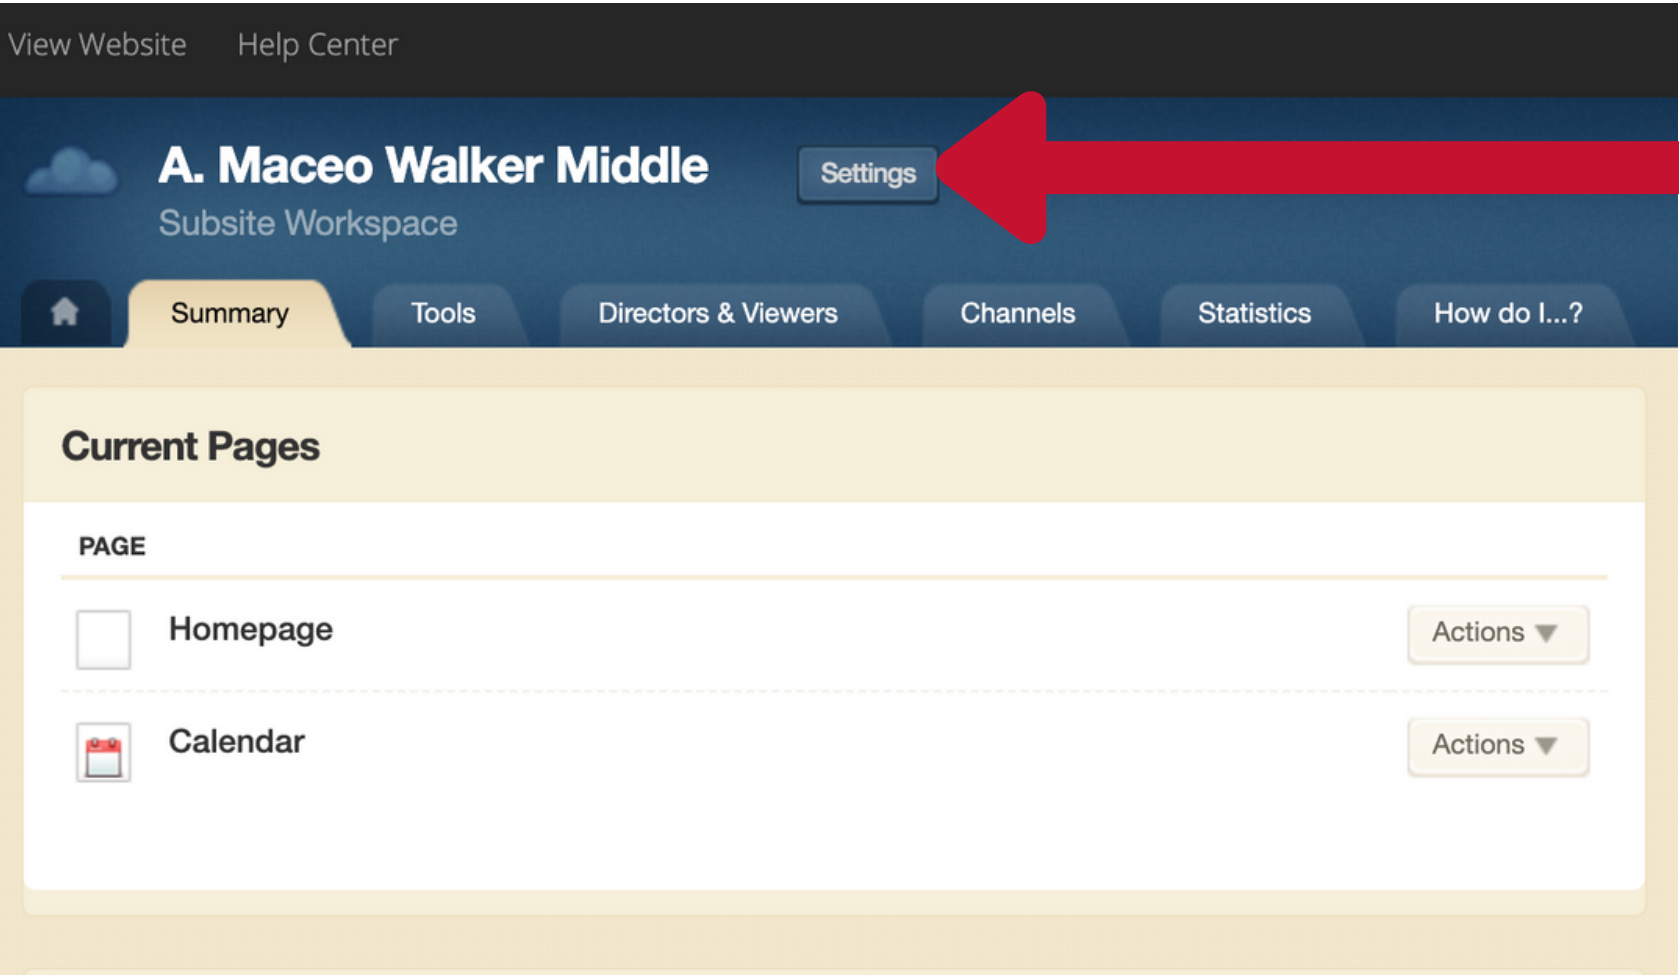 View Website Help Center
A. Maceo Walker Middle Settings
Subsite Workspace
Summary Tools Directors & Viewers Channels Statistics How do I...?
Current Pages
PAGE
Homepage Actions
Calendar Actions